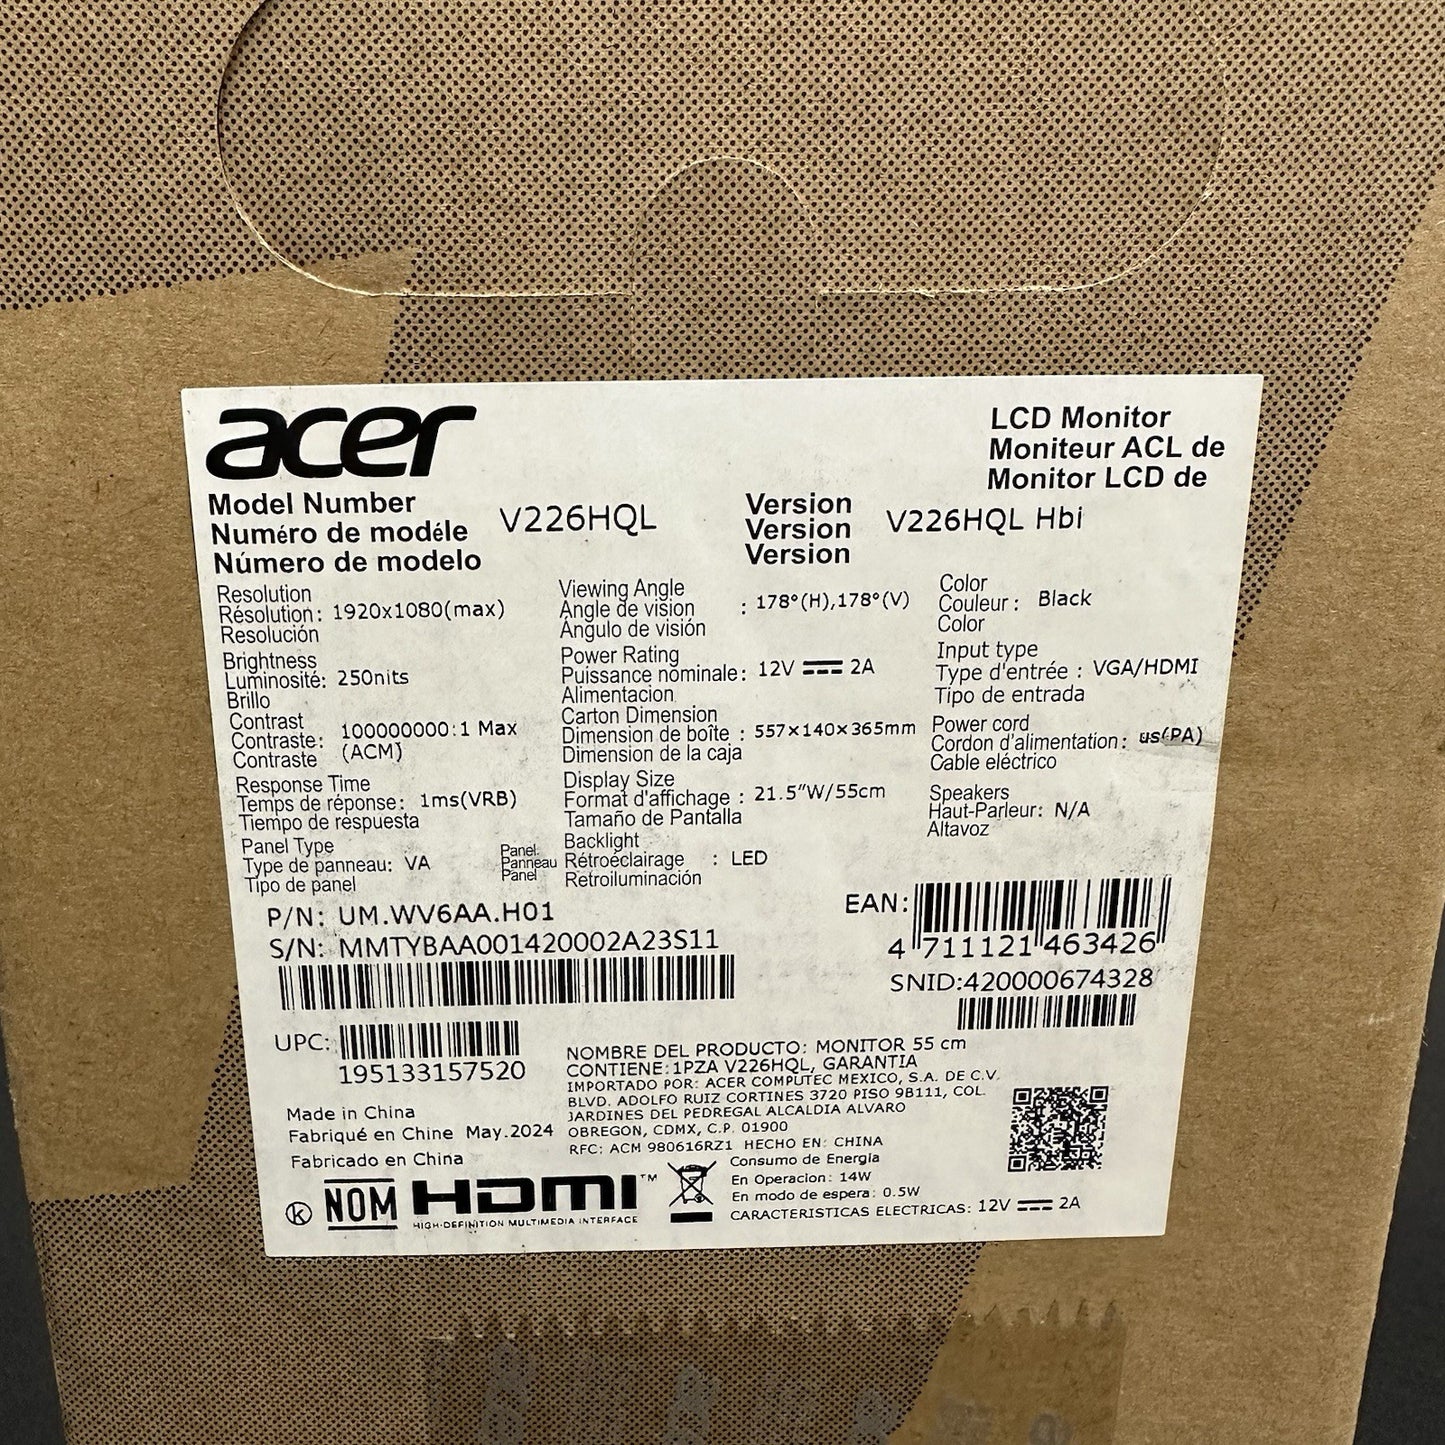 acer
LCD Monitor
Moniteur ACL de
Monitor LCD de
Model Number
Numéro de modéle
Número de modelo
V226HQL
Version
Version
Version
V226HQL Hbi
Resolution
Résolution: 1920x1080(max)
Resolución
Viewing Angle
Angle de vision : 178°(H),178°(V)
Ángulo de visión
Color
Couleur: Black
Color
Brightness
Luminosité: 250nits
Brillo
Power Rating
Puissance nominale: 12V ⎓ 2A
Alimentacion
Input type
Type d'entrée : VGA/HDMI
Tipo de entrada
Contrast
Contraste: 100000000:1 Max
Contraste (ACM)
Carton Dimension
Dimension de boîte : 557×140×365mm
Dimension de la caja
Power cord
Cordon d'alimentation: us(PA)
Cable eléctrico
Response Time
Temps de réponse: 1ms(VRB)
Tiempo de respuesta
Display Size
Format d'affichage : 21.5"W/55cm
Tamaño de Pantalla
Speakers
Haut-Parleur: N/A
Altavoz
Panel Type
Type de panneau: VA
Tipo de panel
Panel
Panneau
Panel
Backlight
Rétroéclairage : LED
Retroiluminación
P/N: UM.WV6AA.H01
S/N: MMTYBAA001420002A23S11
EAN:
4 711121 463426
SNID:420000674328
UPC:
195133157520
NOMBRE DEL PRODUCTO: MONITOR 55 cm
CONTIENE:1PZA V226HQL, GARANTIA
IMPORTADO POR: ACER COMPUTEC MEXICO, S.A. DE C.V.
BLVD. ADOLFO RUIZ CORTINES 3720 PISO 9B111, COL.
JARDINES DEL PEDREGAL ALCALDIA ALVARO
OBREGON, CDMX, C.P. 01900
RFC: ACM 980616RZ1 HECHO EN: CHINA
Made in China
Fabriqué en Chine May.2024
Fabricado en China
Consumo de Energia
En Operacion: 14W
En modo de espera: 0.5W
CARACTERISTICAS ELECTRICAS: 12V ⎓ 2A
K NOM HDMI™
HIGH-DEFINITION MULTIMEDIA INTERFACE